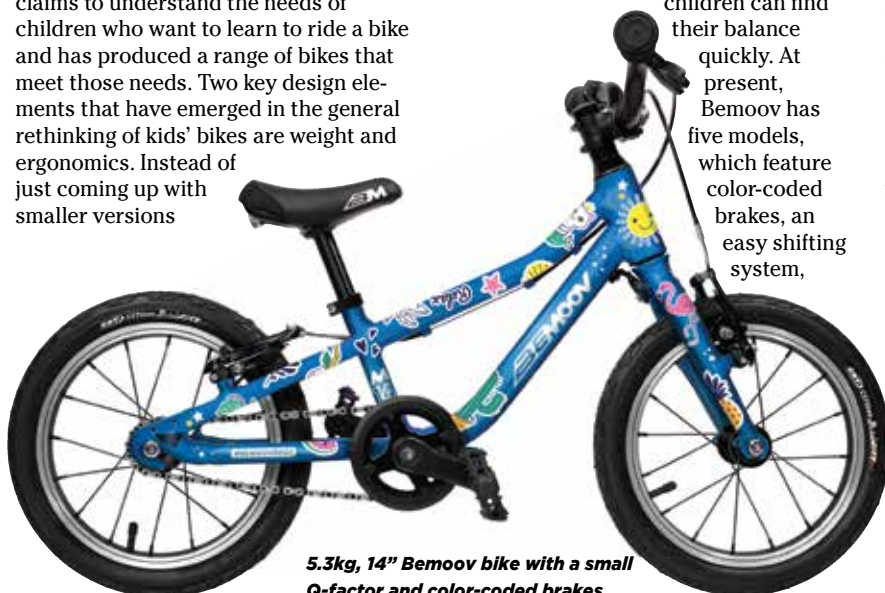 claims to understand the needs of
children who want to learn to ride a bike
and has produced a range of bikes that
meet those needs. Two key design ele-
ments that have emerged in the general
rethinking of kids’ bikes are weight and
ergonomics. Instead of
just coming up with
smaller versions
children can find
their balance
quickly. At
present,
Bemoov has
five models,
which feature
color-coded
brakes, an
easy shifting
system,
Relax
BEMOOV
5.3kg, 14” Bemoov bike with a small
Q-factor and color-coded brakes